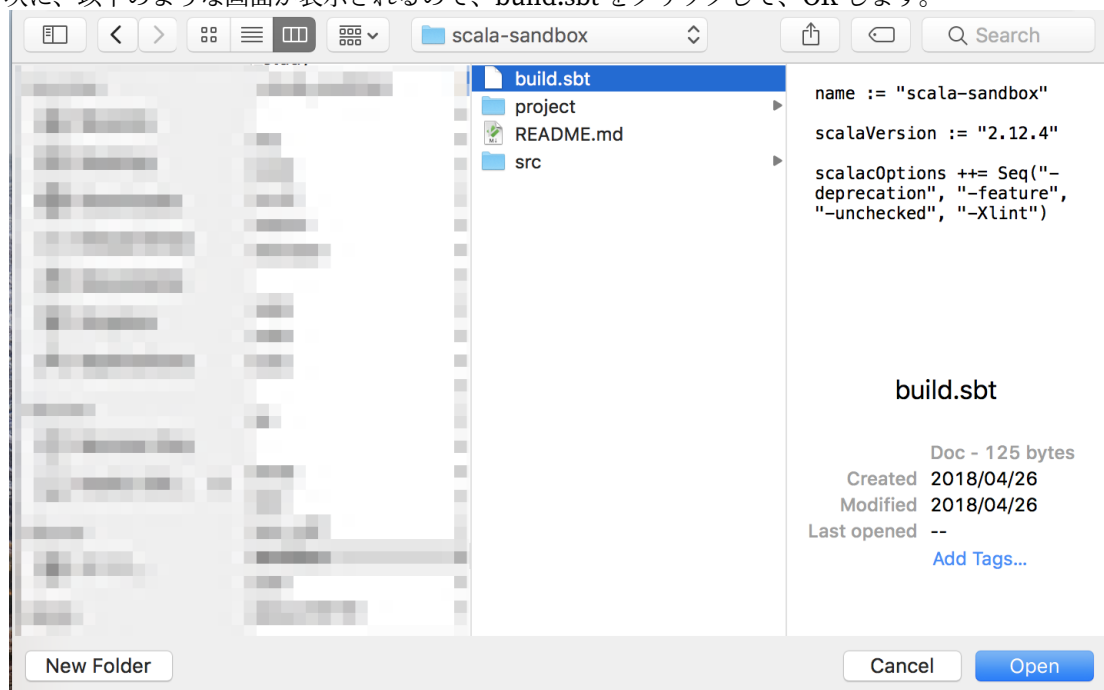 次に、以下のような画面が表示されるので、build.sbt をクリックして、OK します。
scala-sandbox
Search
build.sbt
project
README.md
src
name := "scala-sandbox"
scalaVersion := "2.12.4"
scalacOptions ++= Seq("-
deprecation", "-feature",
"-unchecked", "-Xlint")
build.sbt
Doc - 125 bytes
Created 2018/04/26
Modified 2018/04/26
Last opened --
Add Tags...
New Folder
Cancel
Open